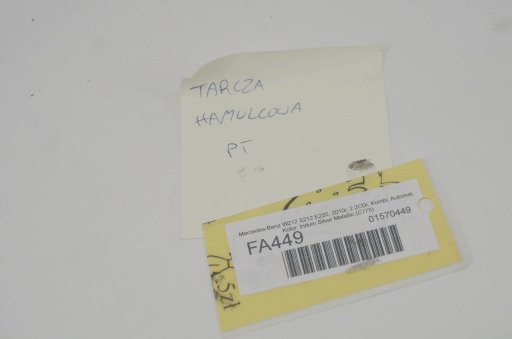 TARCZA
HAMULCOWA
PT
Mercedes-Benz W212 S212 E220, 2010r, 2.2CDI, Kombi, Automat,
Kolor: Iridium Silver Metallic (C775)
01570449
FA449